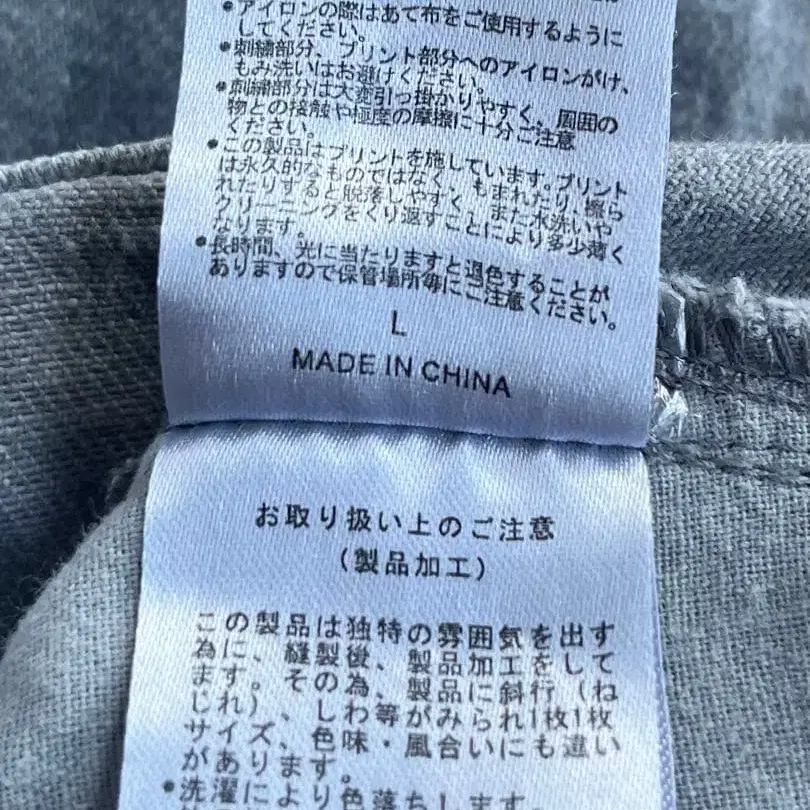 ●アイロンの際はあて布をご使用するように
してください。
●刺繍部分、プリント部分へのアイロンがけ、
もみ洗いはお避けください。
●刺繍部分は大変引っ掛かりやすく、周囲の
物との接触や極度の摩擦に十分ご注意
ください。
●この製品はプリントを施しています。プリント
は永久的なものではなく、もまれたり、擦ら
れたりすると脱落しやすく、また水洗いや
クリーニングをくり返すことにより多少薄く
なります。
●長時間、光に当たりますと退色することが
ありますので保管場所等にご注意ください。
L
MADE IN CHINA
お取り扱い上のご注意
(製品加工)
この製品は独特の雰囲気を出す
為に、縫製後、製品加工をして
ます。その為、製品に斜行(ね
じれ)、しわ等がみられ1枚1枚
サイズ、色味・風合いにも違い
があります。
●洗濯により色落ちします。